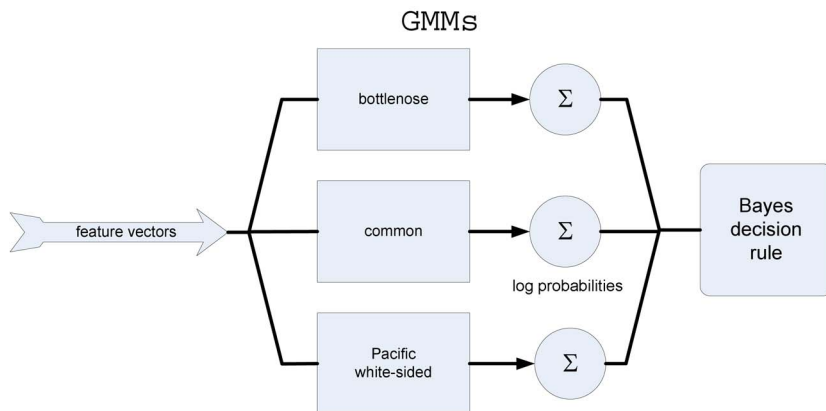 GMMs
bottlenose
Σ
feature vectors
common
Σ
log probabilities
Pacific
white-sided
Σ
Bayes
decision
rule